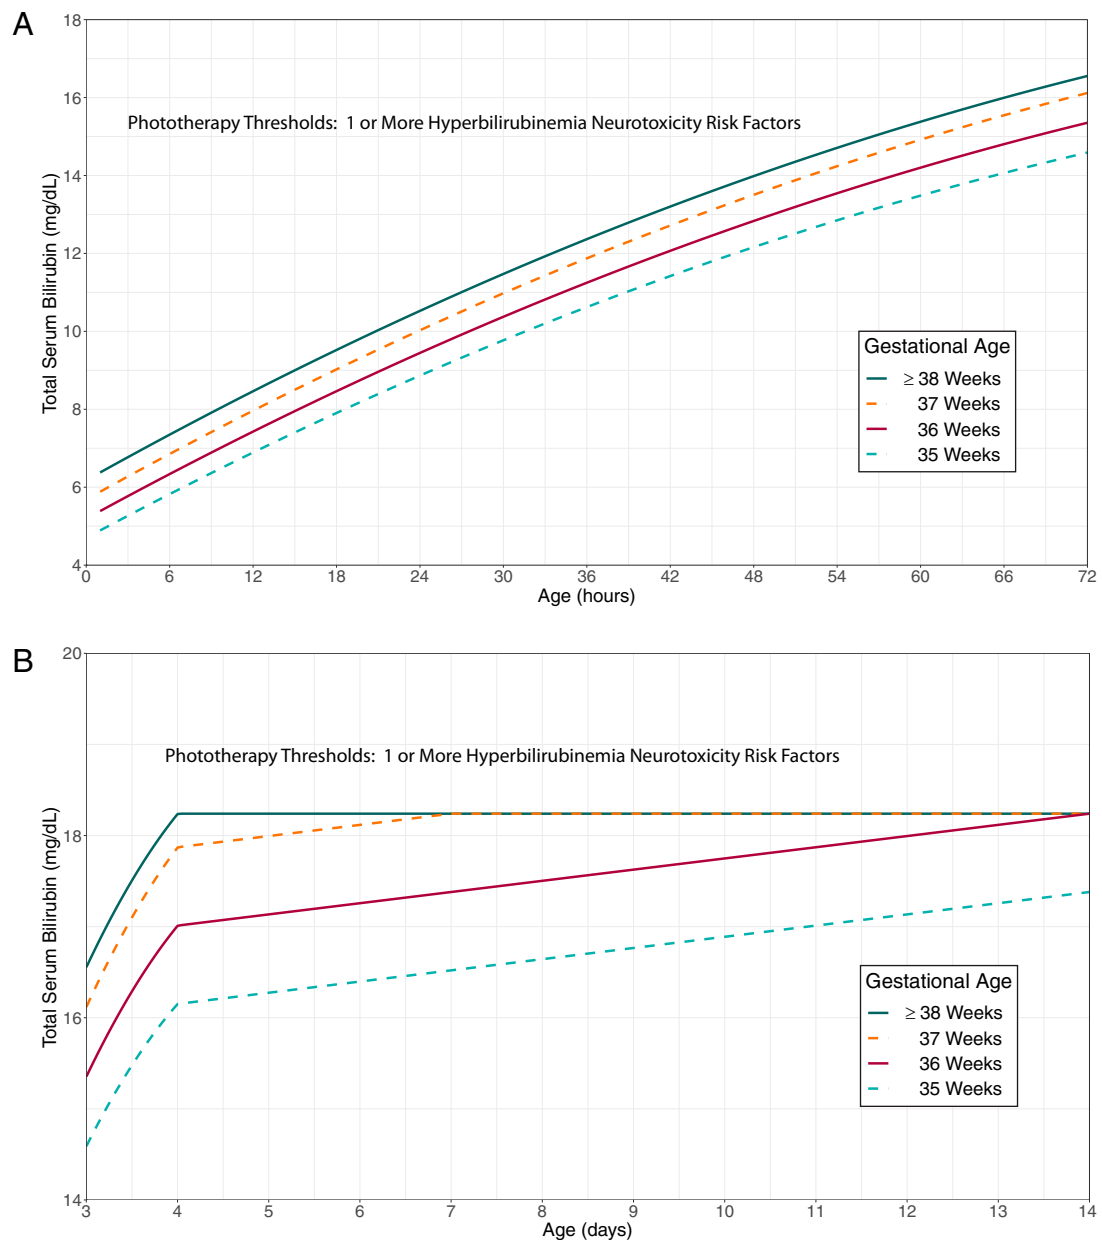 A
18
16
14
12
10
8
6
4
Total Serum Bilirubin (mg/dL)
Phototherapy Thresholds: 1 or More Hyperbilirubinemia Neurotoxicity Risk Factors
Gestational Age
≥ 38 Weeks
37 Weeks
36 Weeks
35 Weeks
0 6 12 18 24 30 36 42 48 54 60 66 72
Age (hours)
B
20
18
16
14
Total Serum Bilirubin (mg/dL)
Phototherapy Thresholds: 1 or More Hyperbilirubinemia Neurotoxicity Risk Factors
Gestational Age
≥ 38 Weeks
37 Weeks
36 Weeks
35 Weeks
3 4 5 6 7 8 9 10 11 12 13 14
Age (days)